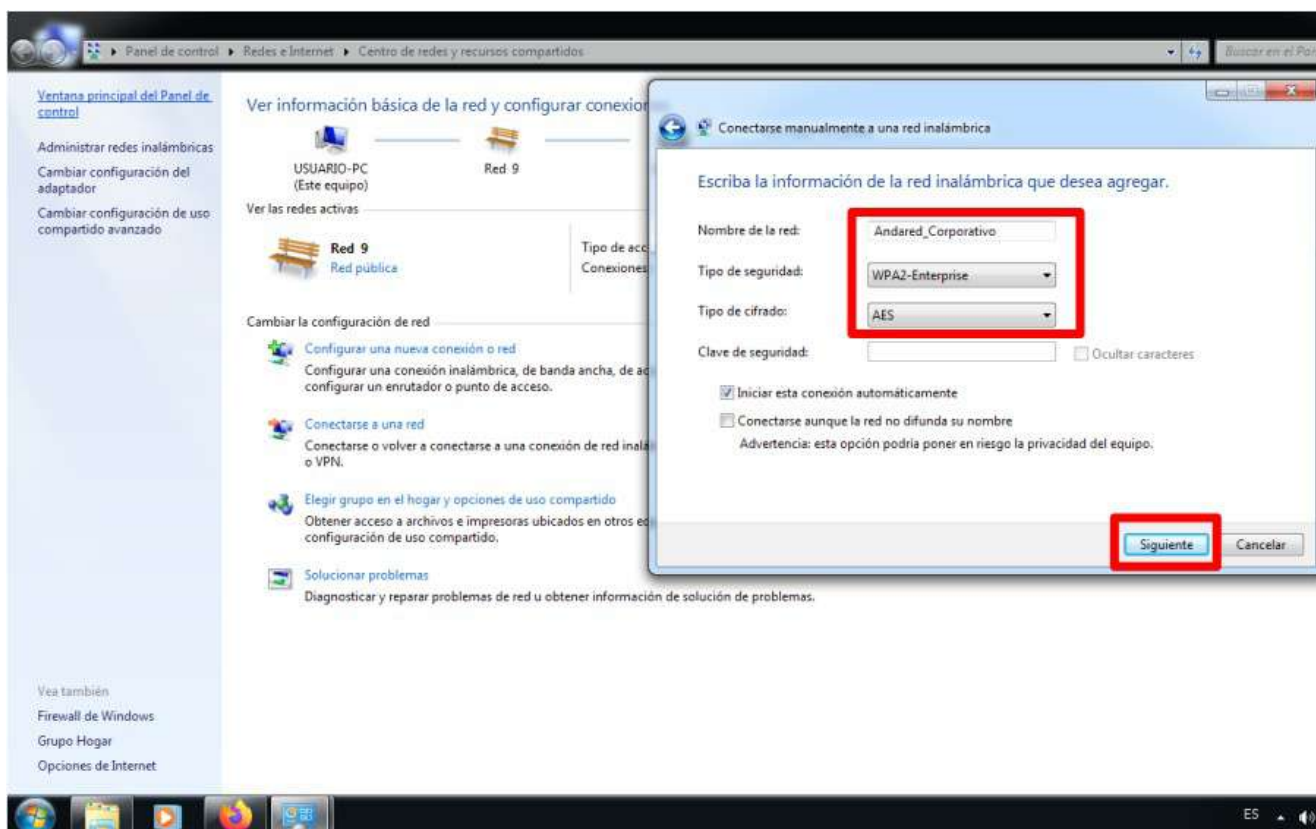 Panel de control ▸ Redes e Internet ▸ Centro de redes y recursos compartidos
Buscar en el Pan
Ventana principal del Panel de
control
Administrar redes inalámbricas
Cambiar configuración del
adaptador
Cambiar configuración de uso
compartido avanzado
Vea también
Firewall de Windows
Grupo Hogar
Opciones de Internet
Ver información básica de la red y configurar conexion
USUARIO-PC
(Este equipo)
Red 9
Ver las redes activas
Red 9
Red pública
Tipo de acc
Conexiones
Cambiar la configuración de red
Configurar una nueva conexión o red
Configurar una conexión inalámbrica, de banda ancha, de ac
configurar un enrutador o punto de acceso.
Conectarse a una red
Conectarse o volver a conectarse a una conexión de red inalá
o VPN.
Elegir grupo en el hogar y opciones de uso compartido
Obtener acceso a archivos e impresoras ubicados en otros eq
configuración de uso compartido.
Solucionar problemas
Diagnosticar y reparar problemas de red u obtener información de solución de problemas.
Conectarse manualmente a una red inalámbrica
Escriba la información de la red inalámbrica que desea agregar.
Nombre de la red: Andared_Corporativo
Tipo de seguridad: WPA2-Enterprise
Tipo de cifrado: AES
Clave de seguridad: Ocultar caracteres
Iniciar esta conexión automáticamente
Conectarse aunque la red no difunda su nombre
Advertencia: esta opción podría poner en riesgo la privacidad del equipo.
Siguiente Cancelar
ES